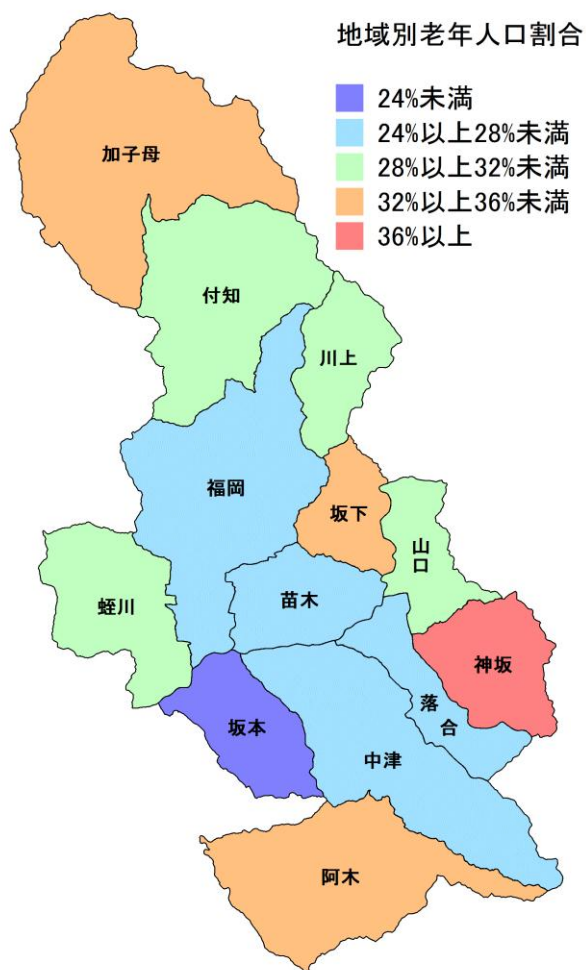 地域別老年人口割合
24%未満
24%以上28%未満
28%以上32%未満
32%以上36%未満
36%以上
加子母
付知
川上
福岡
坂下
山口
蛭川
苗木
神坂
落合
坂本
中津
阿木